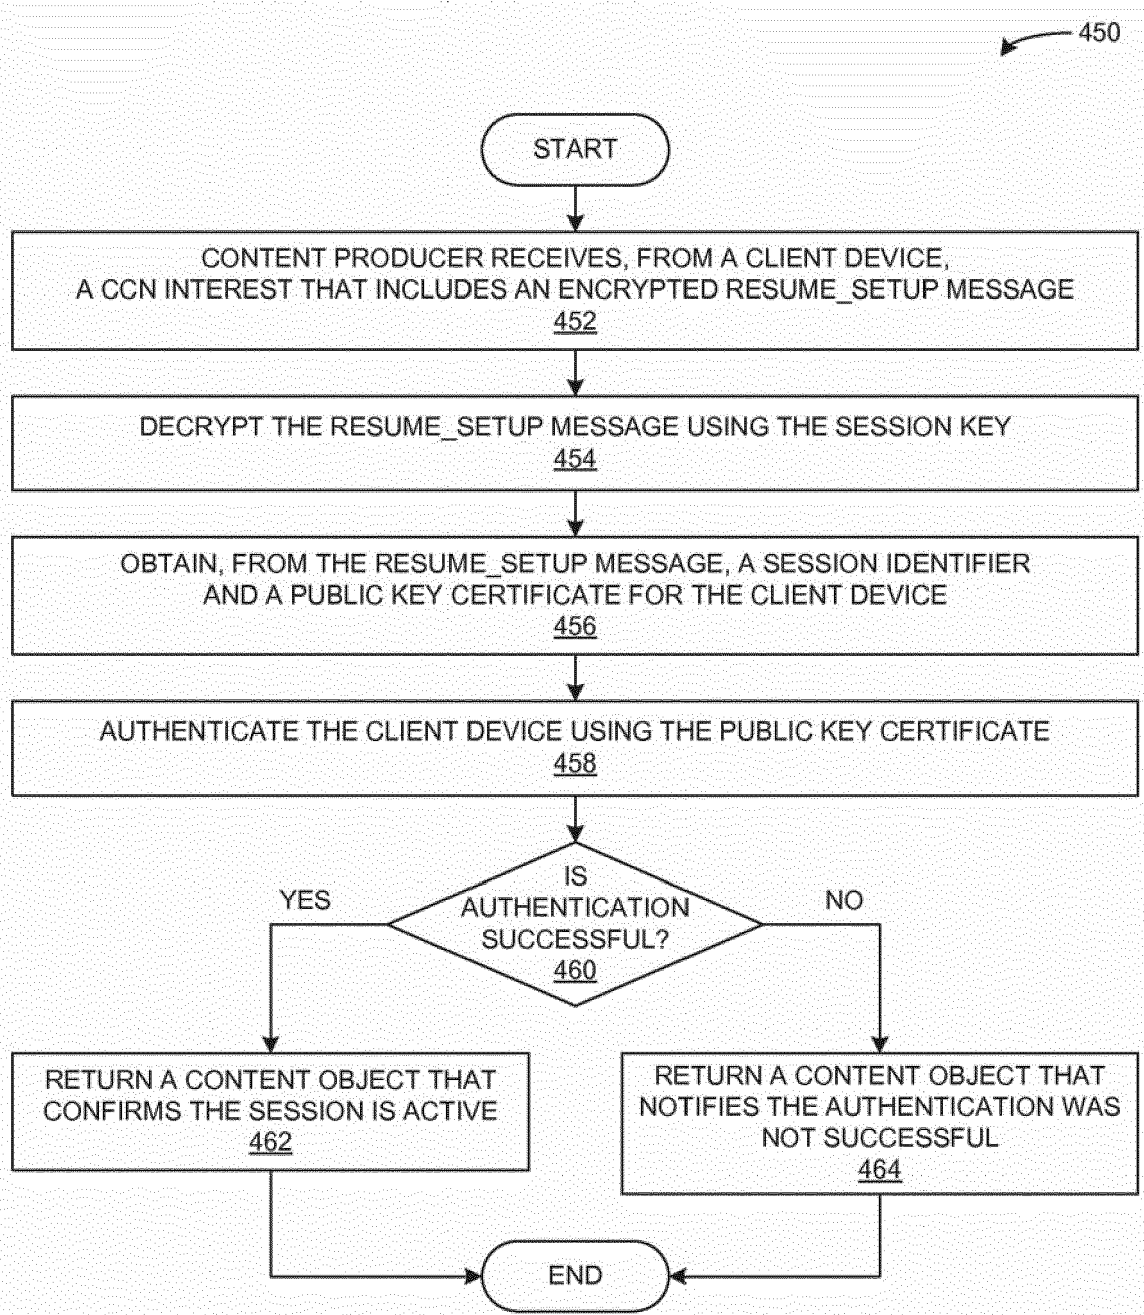 450
START
CONTENT PRODUCER RECEIVES, FROM A CLIENT DEVICE,
A CCN INTEREST THAT INCLUDES AN ENCRYPTED RESUME_SETUP MESSAGE
452
DECRYPT THE RESUME_SETUP MESSAGE USING THE SESSION KEY
454
OBTAIN, FROM THE RESUME_SETUP MESSAGE, A SESSION IDENTIFIER
AND A PUBLIC KEY CERTIFICATE FOR THE CLIENT DEVICE
456
AUTHENTICATE THE CLIENT DEVICE USING THE PUBLIC KEY CERTIFICATE
458
IS
AUTHENTICATION
SUCCESSFUL?
460
YES
NO
RETURN A CONTENT OBJECT THAT
CONFIRMS THE SESSION IS ACTIVE
462
RETURN A CONTENT OBJECT THAT
NOTIFIES THE AUTHENTICATION WAS
NOT SUCCESSFUL
464
END